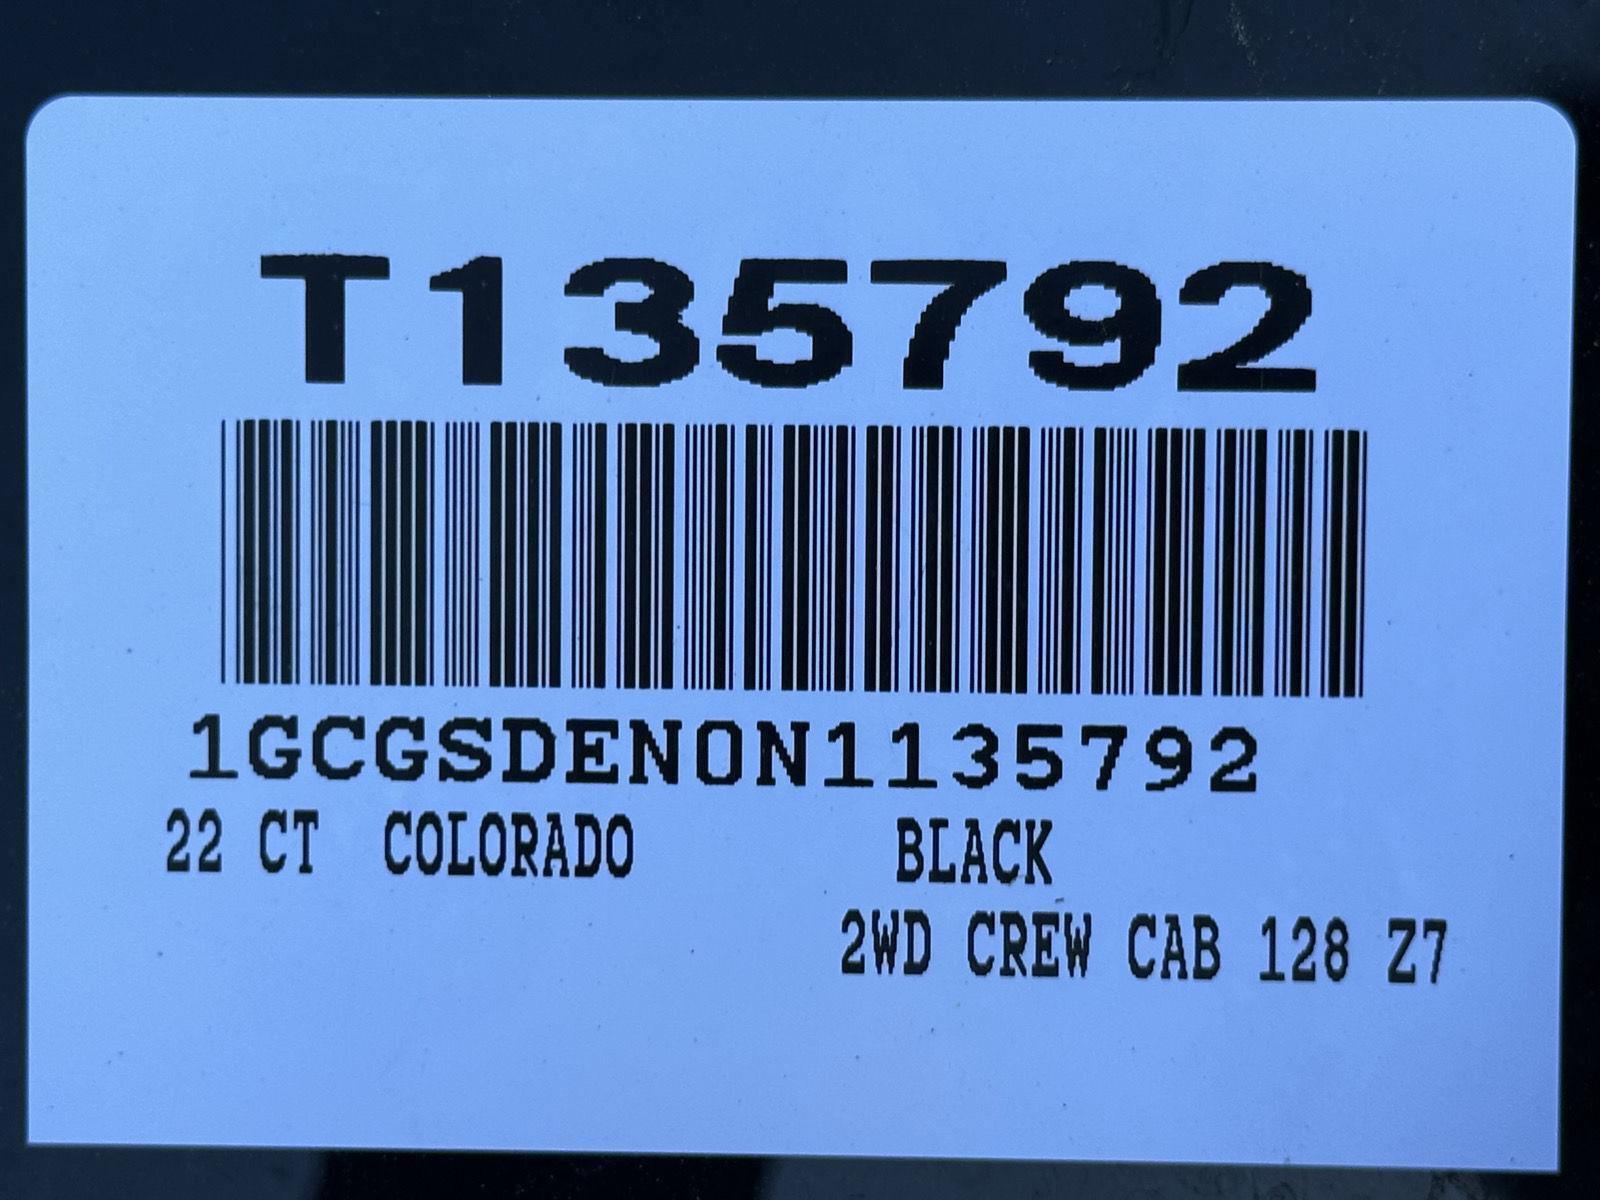 T135792
1GCGSDEN0N1135792
22 CT COLORADO BLACK
2WD CREW CAB 128 Z7